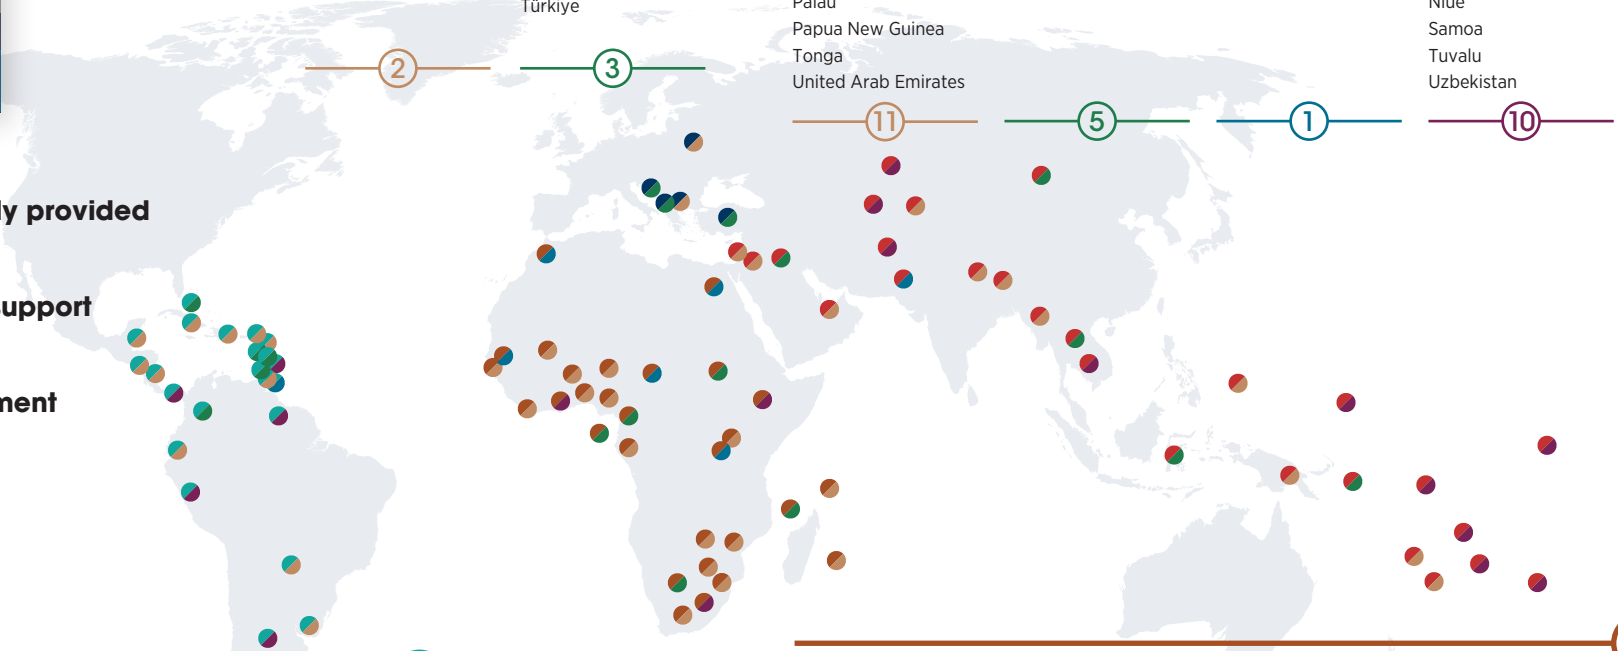 Türkiye
Palau
Papua New Guinea
Tonga
United Arab Emirates
Niue
Samoa
Tuvalu
Uzbekistan
2
3
11
5
1
10
ly provided
support
ment